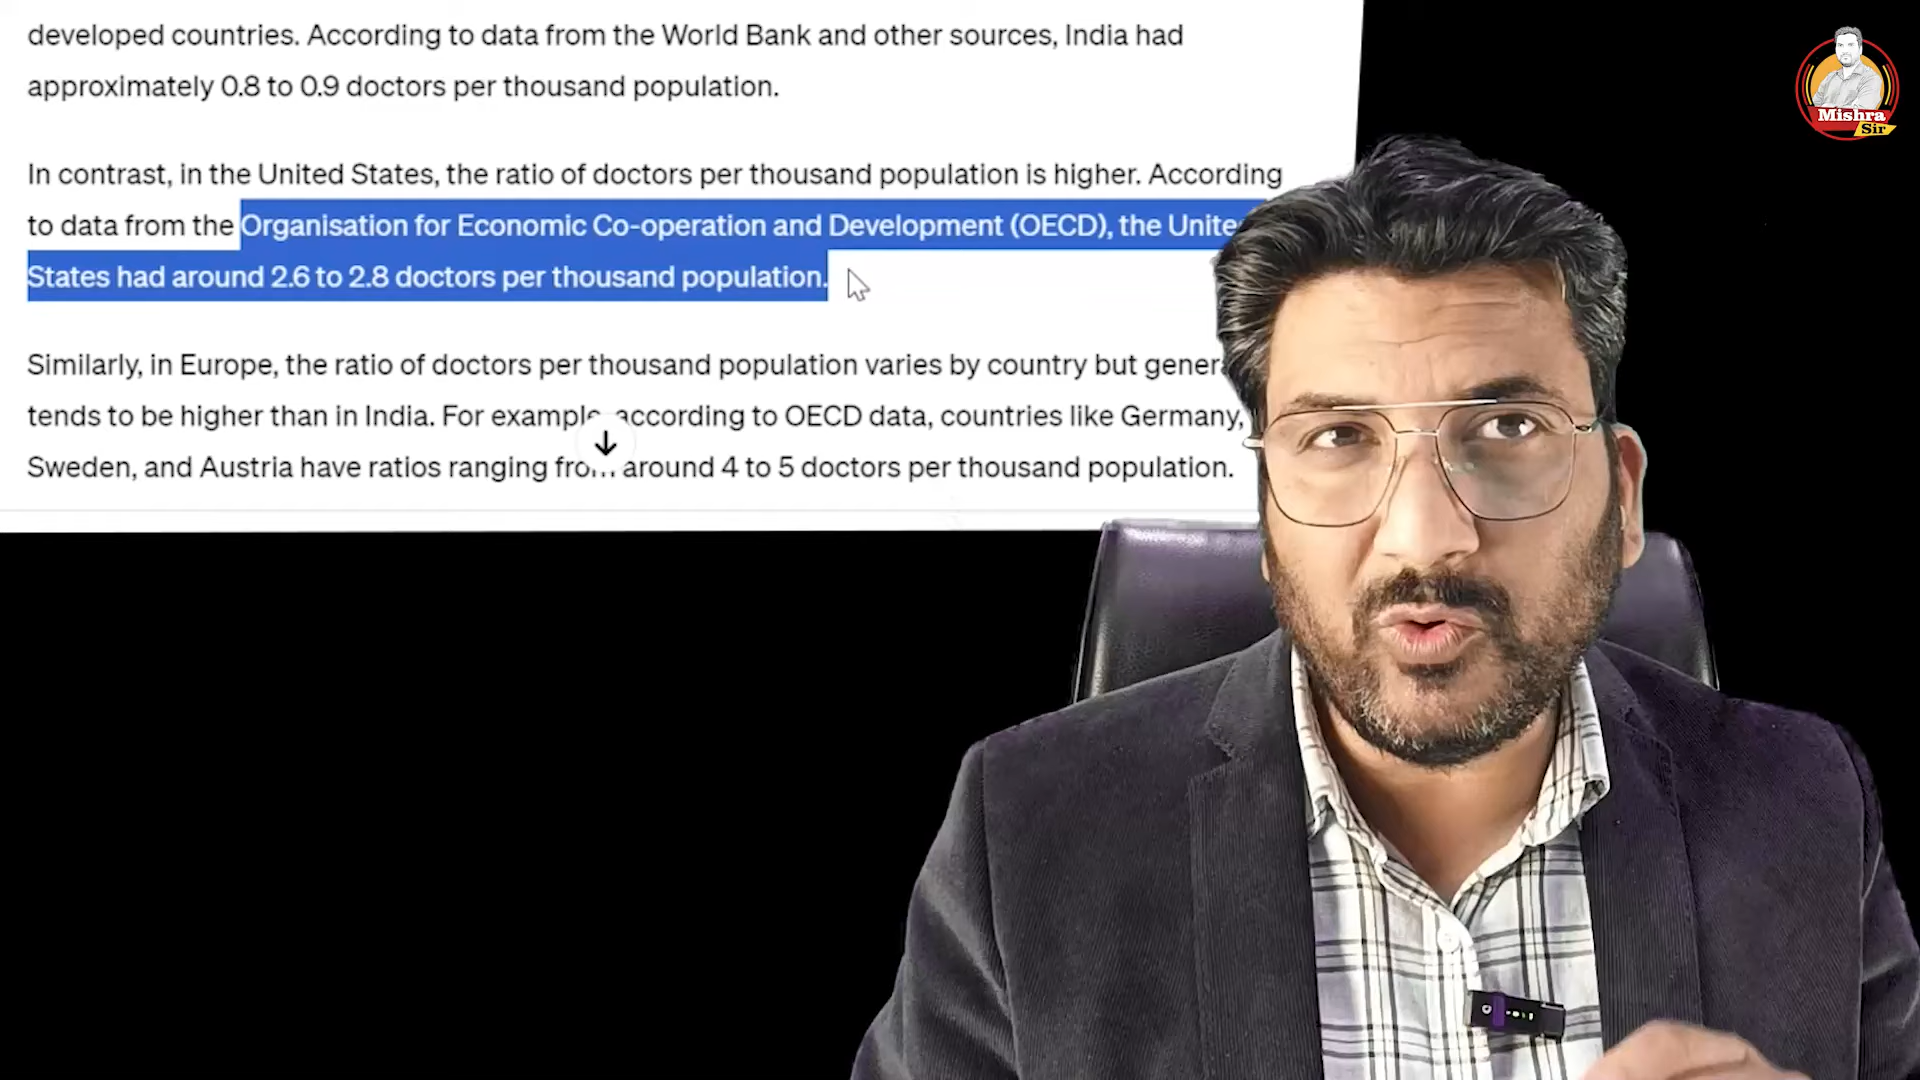 developed countries. According to data from the World Bank and other sources, India had
approximately 0.8 to 0.9 doctors per thousand population.
In contrast, in the United States, the ratio of doctors per thousand population is higher. According
to data from the Organisation for Economic Co-operation and Development (OECD), the Unite
States had around 2.6 to 2.8 doctors per thousand population.
Similarly, in Europe, the ratio of doctors per thousand population varies by country but genera
tends to be higher than in India. For example, according to OECD data, countries like Germany,
Sweden, and Austria have ratios ranging from around 4 to 5 doctors per thousand population.
Mishra
Sir